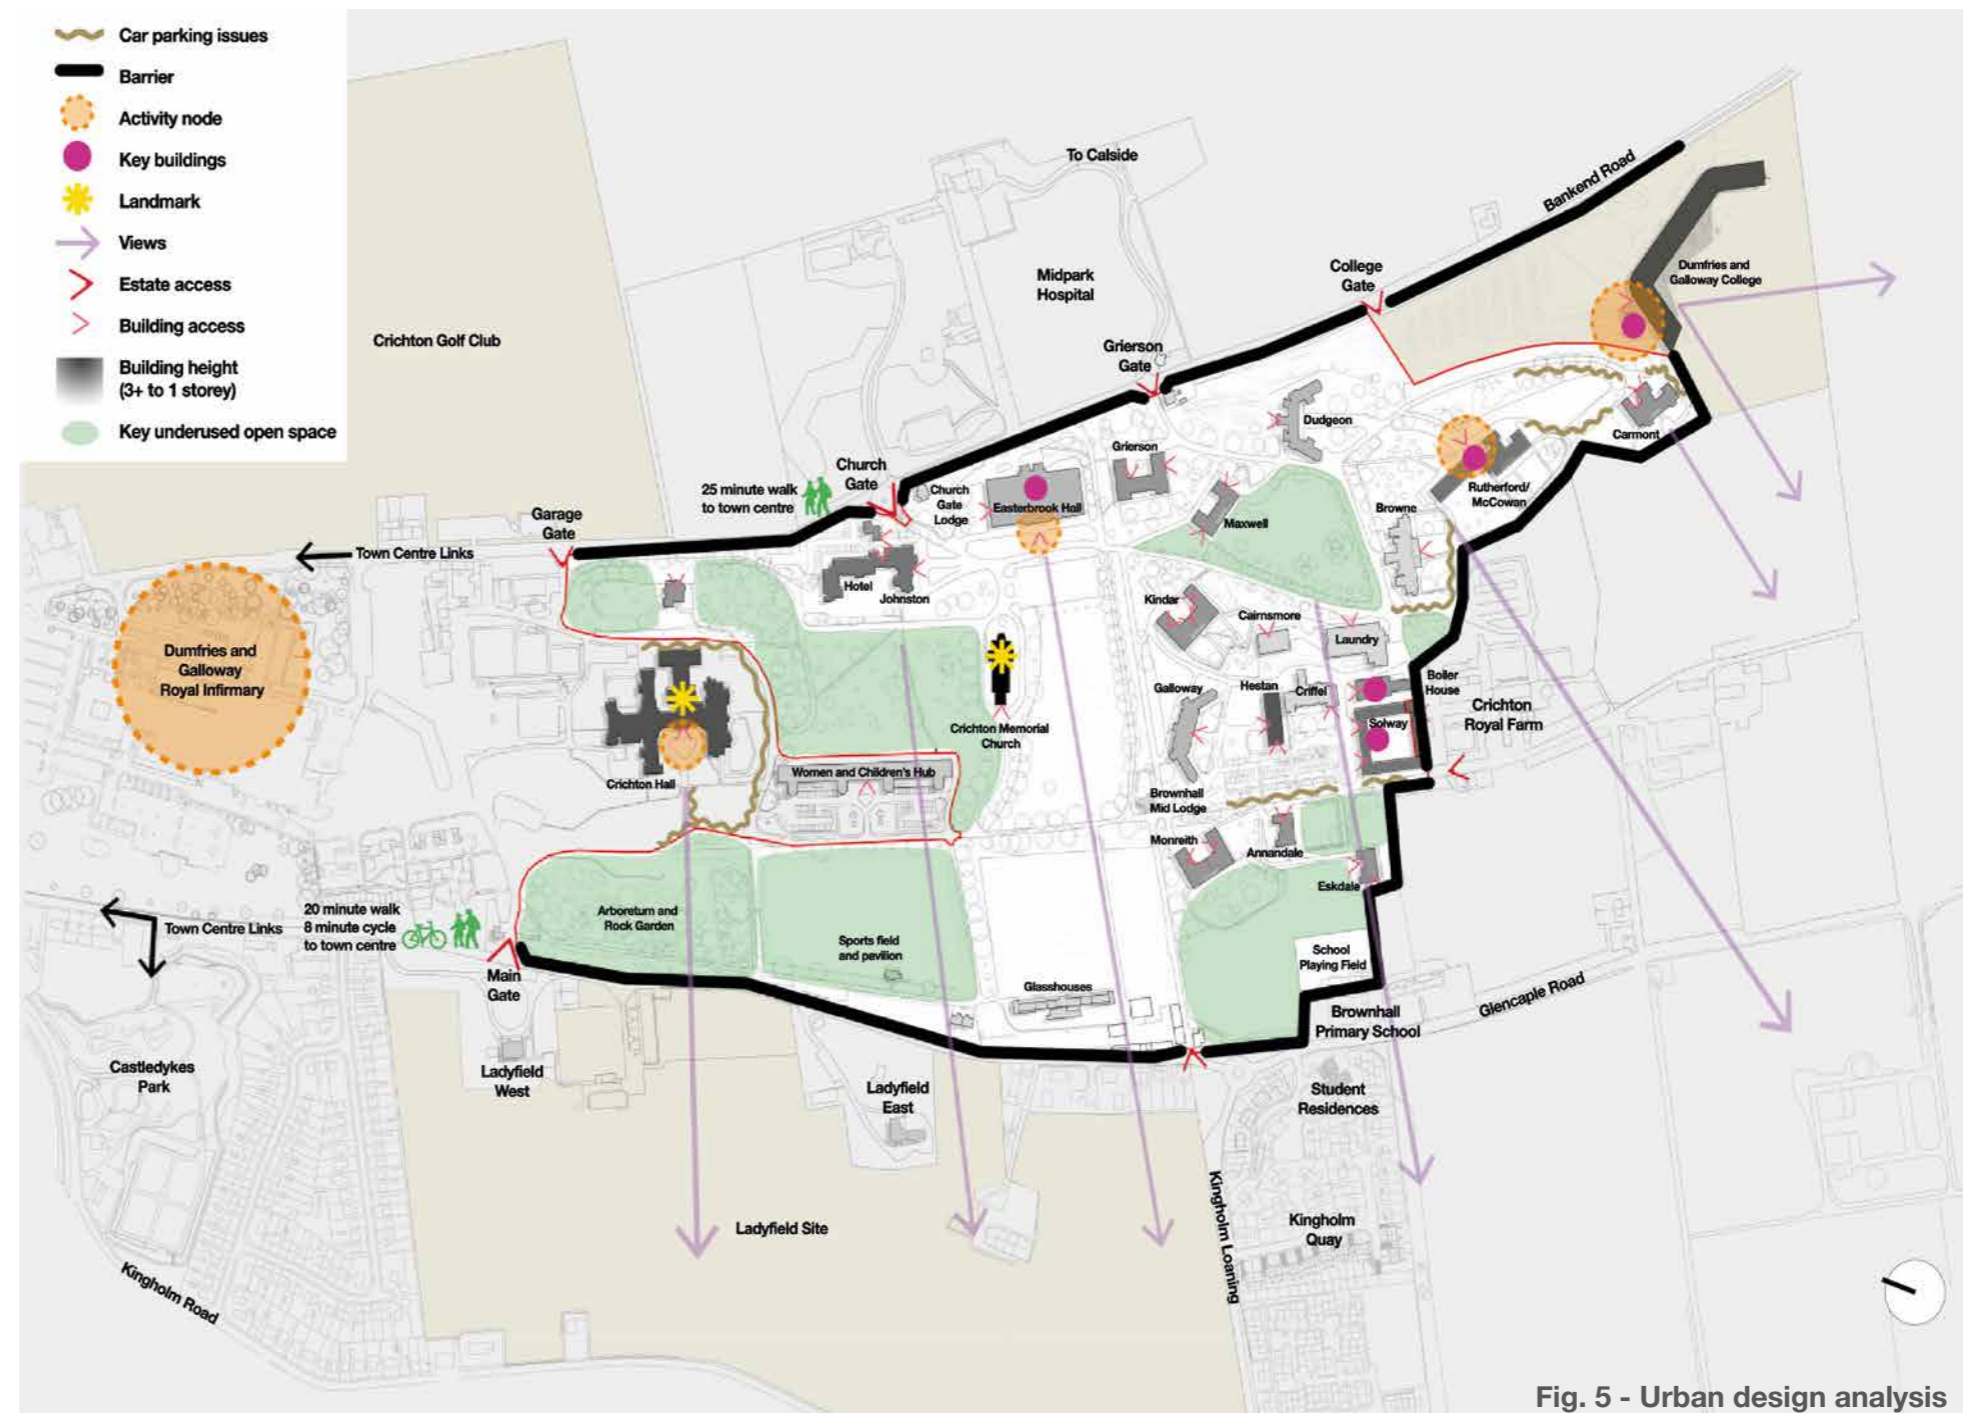 Car parking issues
Barrier
Activity node
Key buildings
Landmark
Views
Estate access
Building access
Building height
(3+ to 1 storey)
Key underused open space
To Calside
Bankend Road
Midpark
Hospital
College
Gate
Dumfries and
Galloway College
Crichton Golf Club
Grierson
Gate
Dudgeon
Carmont
Grierson
Church
Gate
25 minute walk
to town centre
Church
Gate
Lodge
Easterbrook Hall
Rutherford/
McCowan
Maxwell
Browne
Garage
Gate
Town Centre Links
Hotel
Johnston
Kindar
Cairnsmore
Laundry
Dumfries and
Galloway
Royal Infirmary
Galloway
Hestan
Criffel
Boiler
House
Solway
Crichton
Royal Farm
Crichton Memorial
Church
Women and Children's Hub
Crichton Hall
Brownhall
Mid Lodge
Monreith
Annandale
Eskdale
20 minute walk
8 minute cycle
to town centre
Town Centre Links
Arboretum and
Rock Garden
Sports field
and pavilion
School
Playing Field
Main
Gate
Glasshouses
Glencaple Road
Brownhall
Primary School
Castledykes
Park
Ladyfield
West
Ladyfield
East
Student
Residences
Kingholm Loaning
Kingholm
Quay
Ladyfield Site
Kingholm Road
Fig. 5 - Urban design analysis